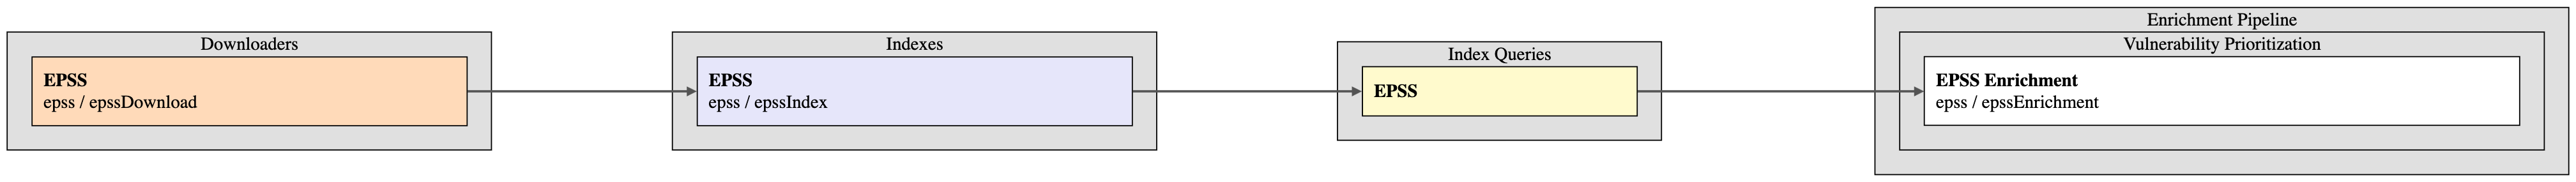 Downloaders
EPSS
epss / epssDownload
Indexes
EPSS
epss / epssIndex
Index Queries
EPSS
Enrichment Pipeline
Vulnerability Prioritization
EPSS Enrichment
epss / epssEnrichment